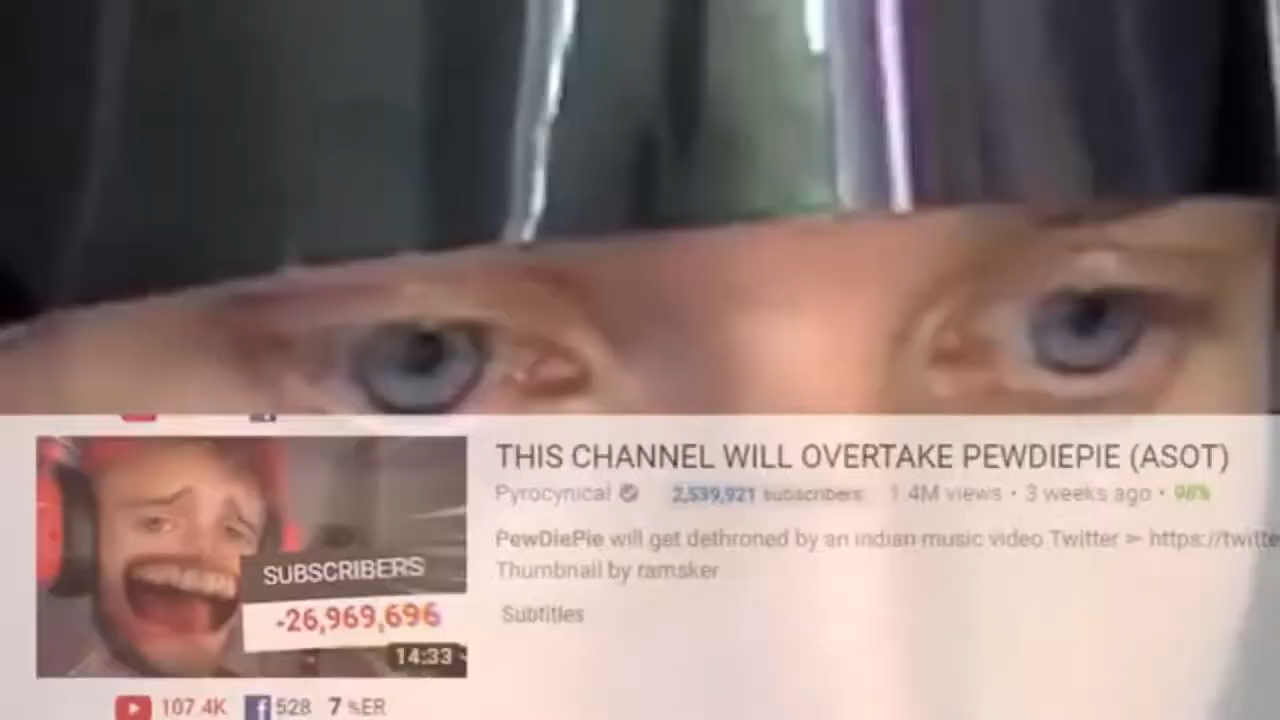 THIS CHANNEL WILL OVERTAKE PEWDIEPIE (ASOT)
Pyrocynical 2,539,921 subscribers 1.4M views • 3 weeks ago • 98%
PewDiePie will get dethroned by an indian music video Twitter ➢ https://twitte
Thumbnail by ramsker
Subtitles
SUBSCRIBERS
-26,969,696
14:33
107.4K 528 7 %ER